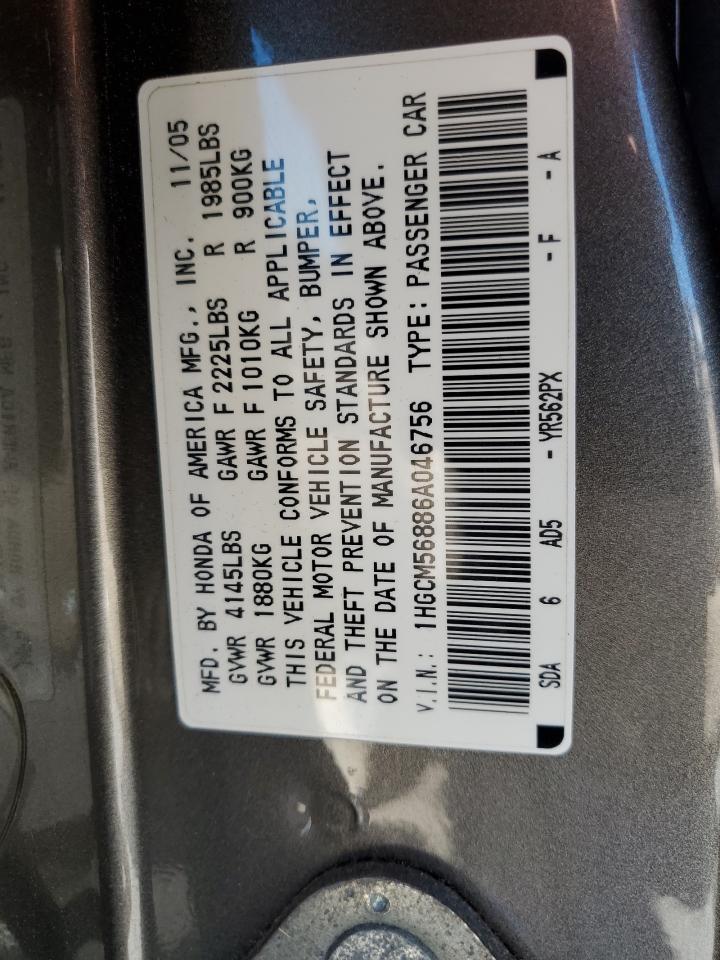 MFD. BY HONDA OF AMERICA MFG., INC. 11/05
GVWR 4145LBS GAWR F 2225LBS R 1985LBS
GVWR 1880KG GAWR F 1010KG R 900KG
THIS VEHICLE CONFORMS TO ALL APPLICABLE
FEDERAL MOTOR VEHICLE SAFETY, BUMPER,
AND THEFT PREVENTION STANDARDS IN EFFECT
ON THE DATE OF MANUFACTURE SHOWN ABOVE.
V.I.N.: 1HGCM56886A046756 TYPE: PASSENGER CAR
SDA 6 AD5 - YR562PX - F - A